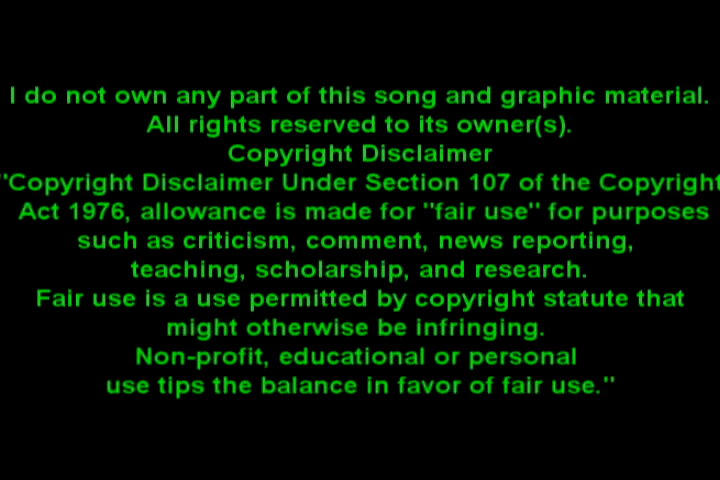 I do not own any part of this song and graphic material.
All rights reserved to its owner(s).
Copyright Disclaimer
"Copyright Disclaimer Under Section 107 of the Copyright
Act 1976, allowance is made for "fair use" for purposes
such as criticism, comment, news reporting,
teaching, scholarship, and research.
Fair use is a use permitted by copyright statute that
might otherwise be infringing.
Non-profit, educational or personal
use tips the balance in favor of fair use."